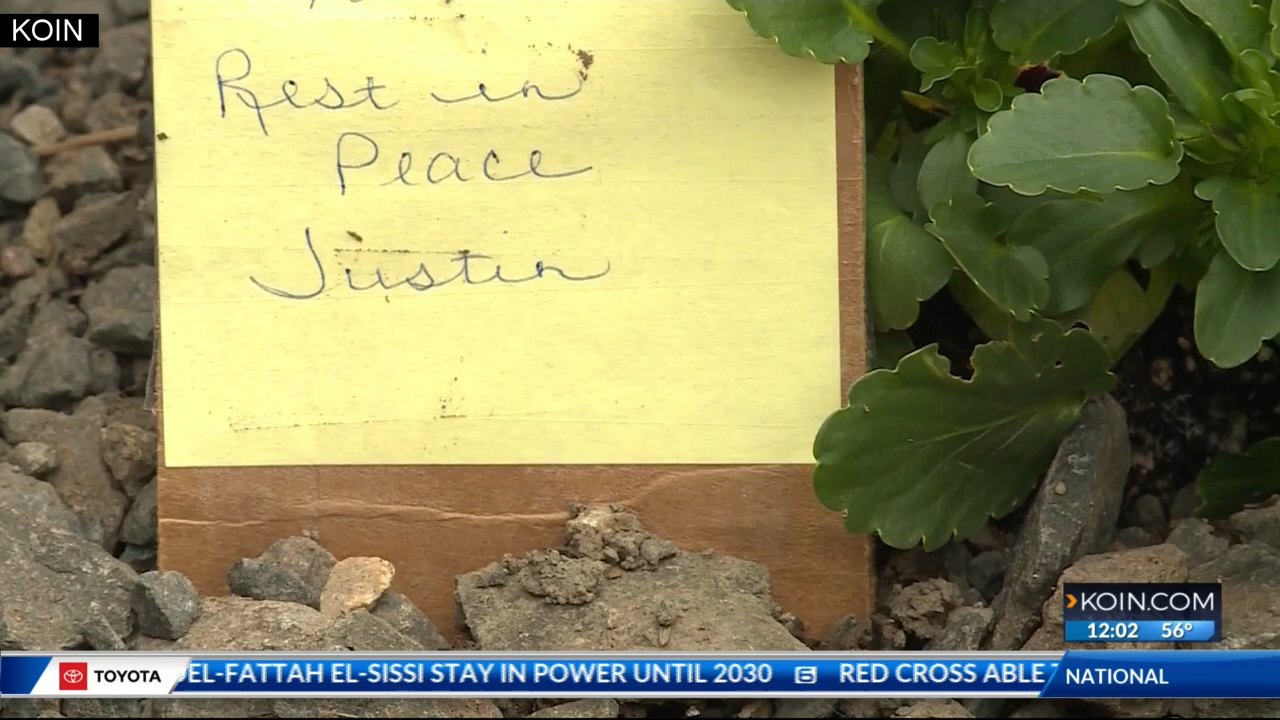 KOIN
Rest in
Peace
Justin
KOIN.COM
12:02 56°
TOYOTA
EL-FATTAH EL-SISSI STAY IN POWER UNTIL 2030 6 RED CROSS ABLE
NATIONAL